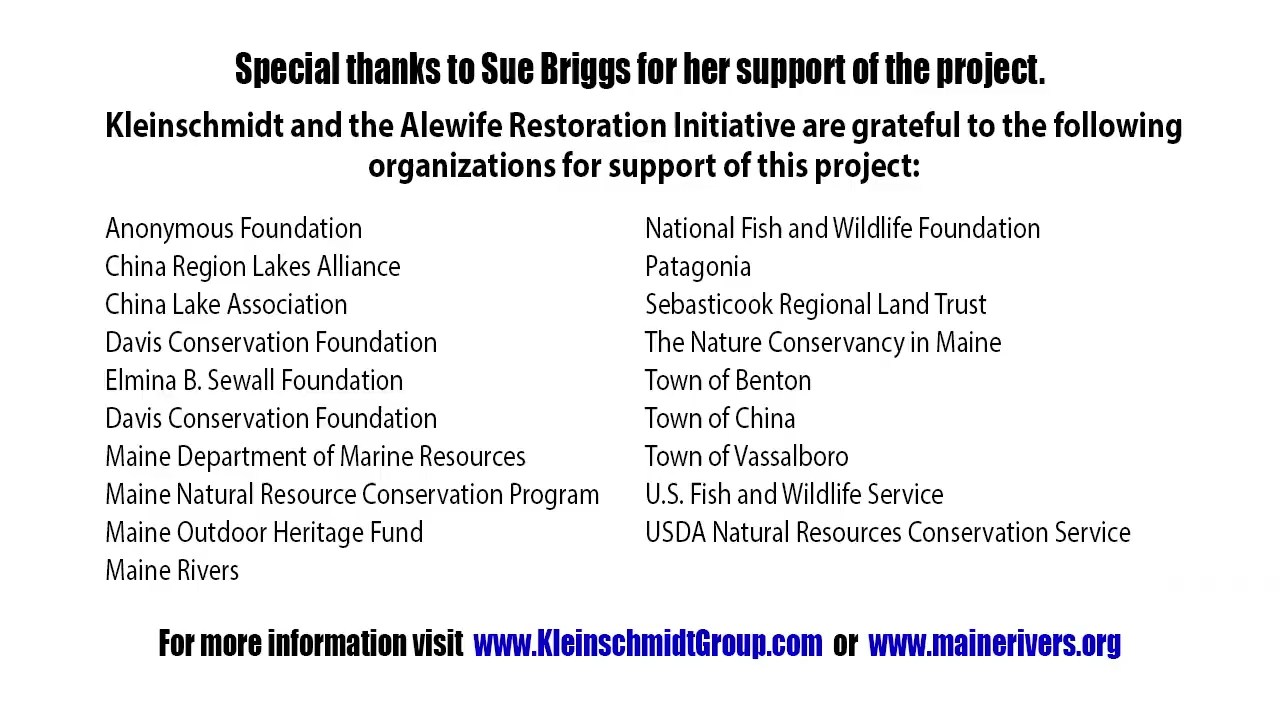 Special thanks to Sue Briggs for her support of the project.
Kleinschmidt and the Alewife Restoration Initiative are grateful to the following
organizations for support of this project:
Anonymous Foundation
China Region Lakes Alliance
China Lake Association
Davis Conservation Foundation
Elmina B. Sewall Foundation
Davis Conservation Foundation
Maine Department of Marine Resources
Maine Natural Resource Conservation Program
Maine Outdoor Heritage Fund
Maine Rivers
National Fish and Wildlife Foundation
Patagonia
Sebasticook Regional Land Trust
The Nature Conservancy in Maine
Town of Benton
Town of China
Town of Vassalboro
U.S. Fish and Wildlife Service
USDA Natural Resources Conservation Service
For more information visit www.KleinschmidtGroup.com or www.mainerivers.org